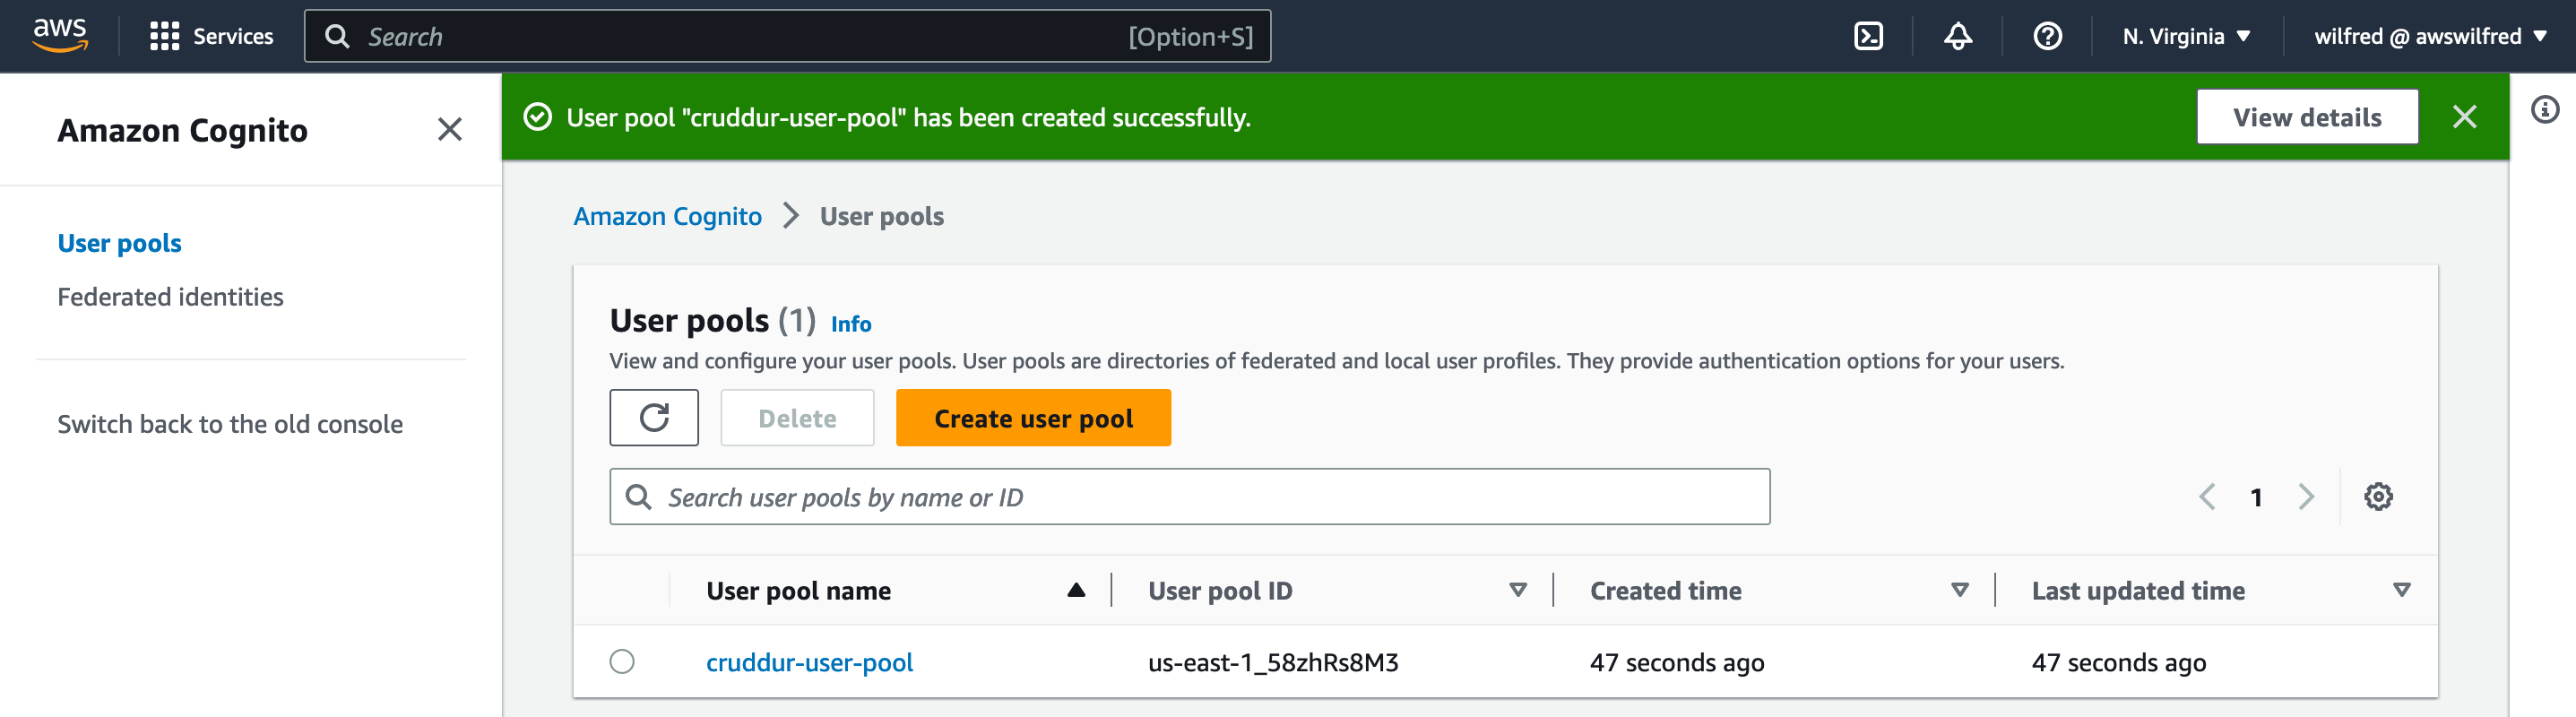 aws
Services
Search
[Option+S]
N. Virginia
wilfred @ awswilfred
Amazon Cognito
User pools
Federated identities
Switch back to the old console
User pool "cruddur-user-pool" has been created successfully.
View details
Amazon Cognito
User pools
User pools (1) Info
View and configure your user pools. User pools are directories of federated and local user profiles. They provide authentication options for your users.
Delete
Create user pool
Search user pools by name or ID
1
User pool name
User pool ID
Created time
Last updated time
cruddur-user-pool
us-east-1_58zhRs8M3
47 seconds ago
47 seconds ago